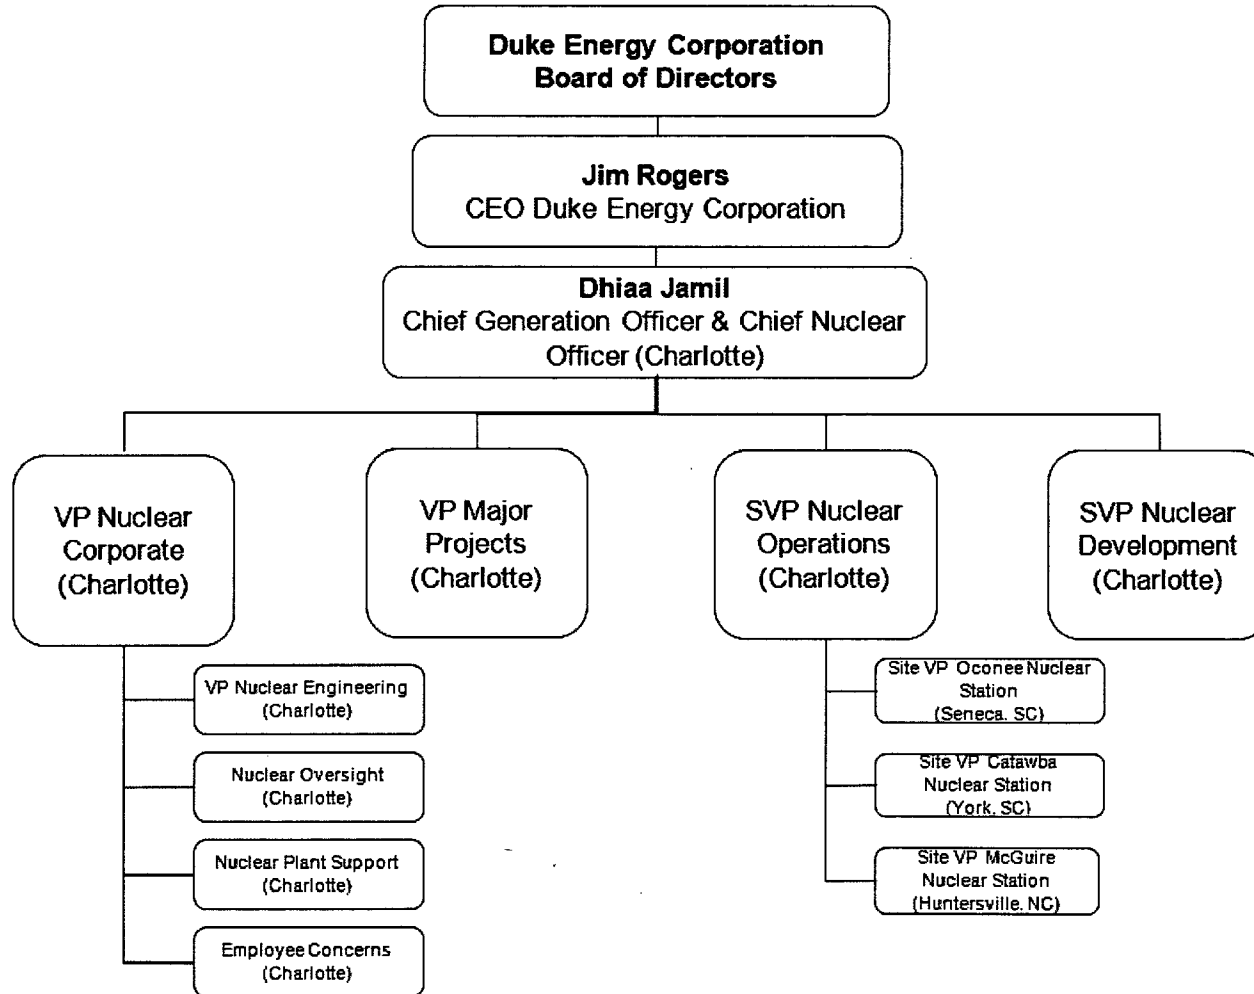 Duke Energy Corporation
Board of Directors
Jim Rogers
CEO Duke Energy Corporation
Dhiaa Jamil
Chief Generation Officer & Chief Nuclear
Officer (Charlotte)
VP Nuclear
Corporate
(Charlotte)
VP Major
Projects
(Charlotte)
SVP Nuclear
Operations
(Charlotte)
SVP Nuclear
Development
(Charlotte)
VP Nuclear Engineering
(Charlotte)
Nuclear Oversight
(Charlotte)
Nuclear Plant Support
(Charlotte)
Employee Concerns
(Charlotte)
Site VP Oconee Nuclear
Station
(Seneca, SC)
Site VP Catawba
Nuclear Station
(York, SC)
Site VP McGuire
Nuclear Station
(Huntersville, NC)